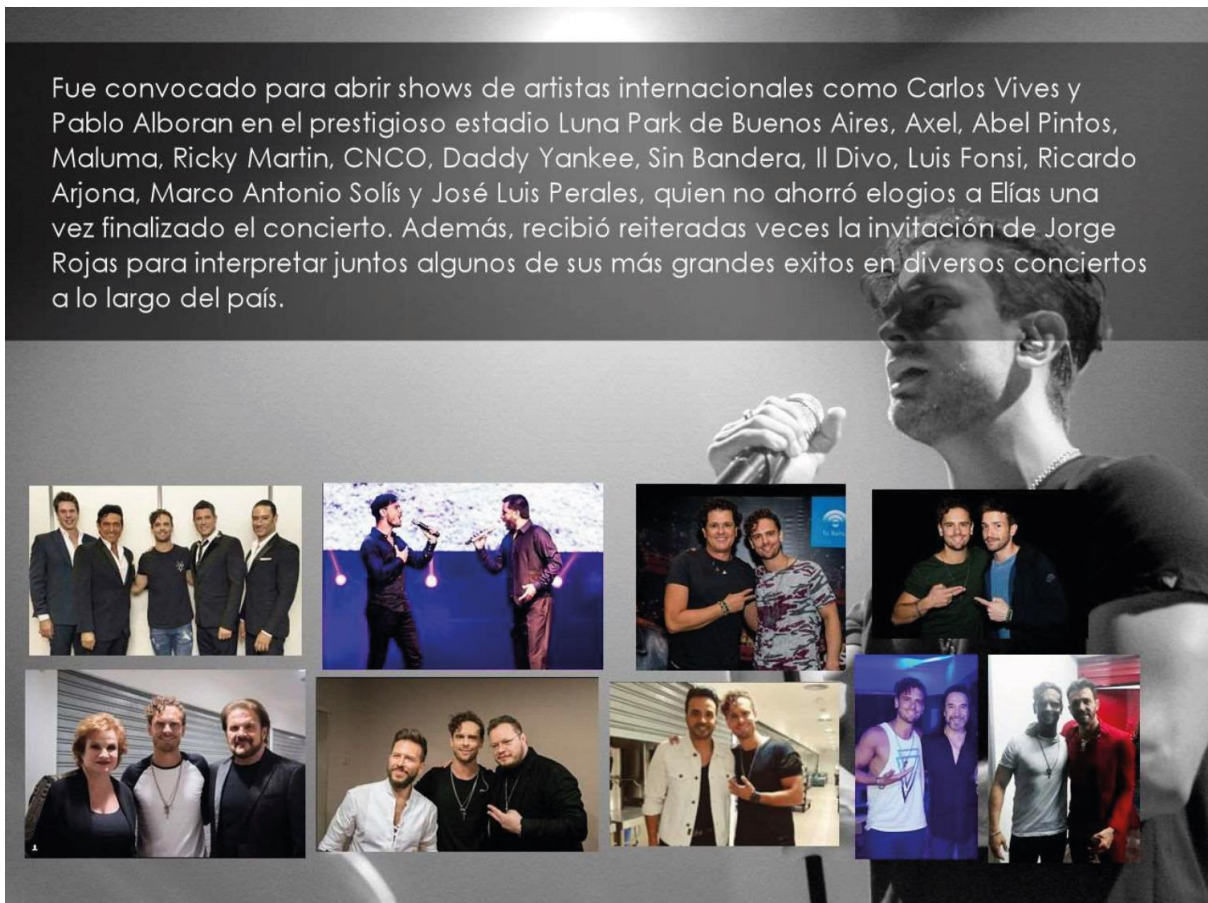 Fue convocado para abrir shows de artistas internacionales como Carlos Vives y
Pablo Alboran en el prestigioso estadio Luna Park de Buenos Aires, Axel, Abel Pintos,
Maluma, Ricky Martin, CNCO, Daddy Yankee, Sin Bandera, Il Divo, Luis Fonsi, Ricardo
Arjona, Marco Antonio Solís y José Luis Perales, quien no ahorró elogios a Elías una
vez finalizado el concierto. Además, recibió reiteradas veces la invitación de Jorge
Rojas para interpretar juntos algunos de sus más grandes exitos en diversos conciertos
a lo largo del país.